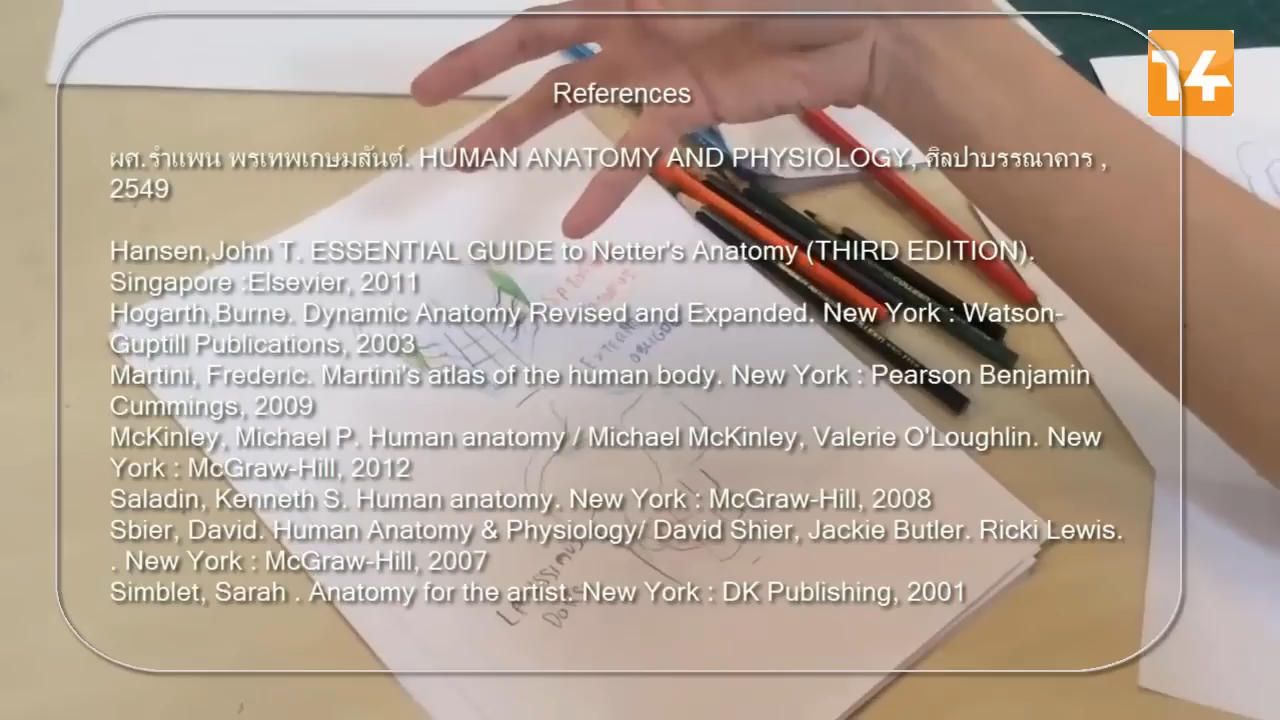 14
References
ผศ.รำแพน พรเทพเกษมสันต์. HUMAN ANATOMY AND PHYSIOLOGY, ศิลปาบรรณาคาร ,
2549
Hansen,John T. ESSENTIAL GUIDE to Netter's Anatomy (THIRD EDITION).
Singapore :Elsevier, 2011
Hogarth,Burne. Dynamic Anatomy Revised and Expanded. New York : Watson-
Guptill Publications, 2003
Martini, Frederic. Martini's atlas of the human body. New York : Pearson Benjamin
Cummings, 2009
McKinley, Michael P. Human anatomy / Michael McKinley, Valerie O'Loughlin. New
York : McGraw-Hill, 2012
Saladin, Kenneth S. Human anatomy. New York : McGraw-Hill, 2008
Sbier, David. Human Anatomy & Physiology/ David Shier, Jackie Butler. Ricki Lewis.
. New York : McGraw-Hill, 2007
Simblet, Sarah . Anatomy for the artist. New York : DK Publishing, 2001